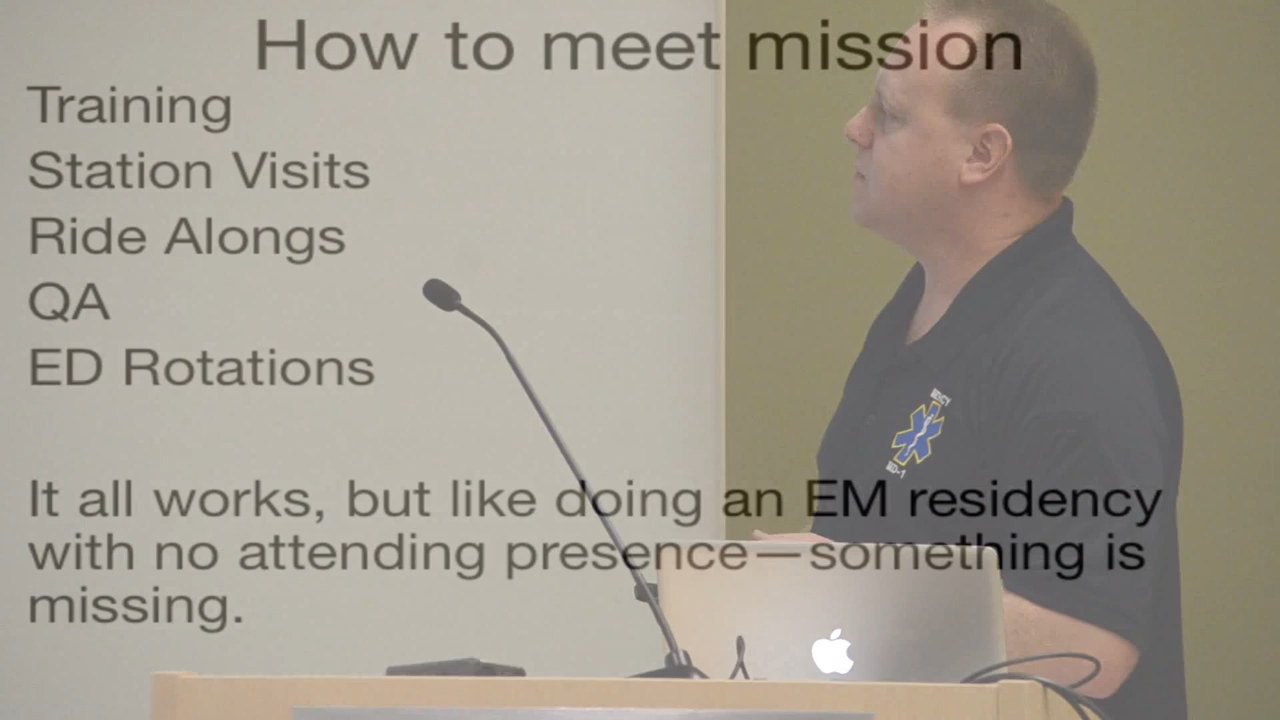 How to meet mission
Training
Station Visits
Ride Alongs
QA
ED Rotations
It all works, but like doing an EM residency
with no attending presence—something is
missing.